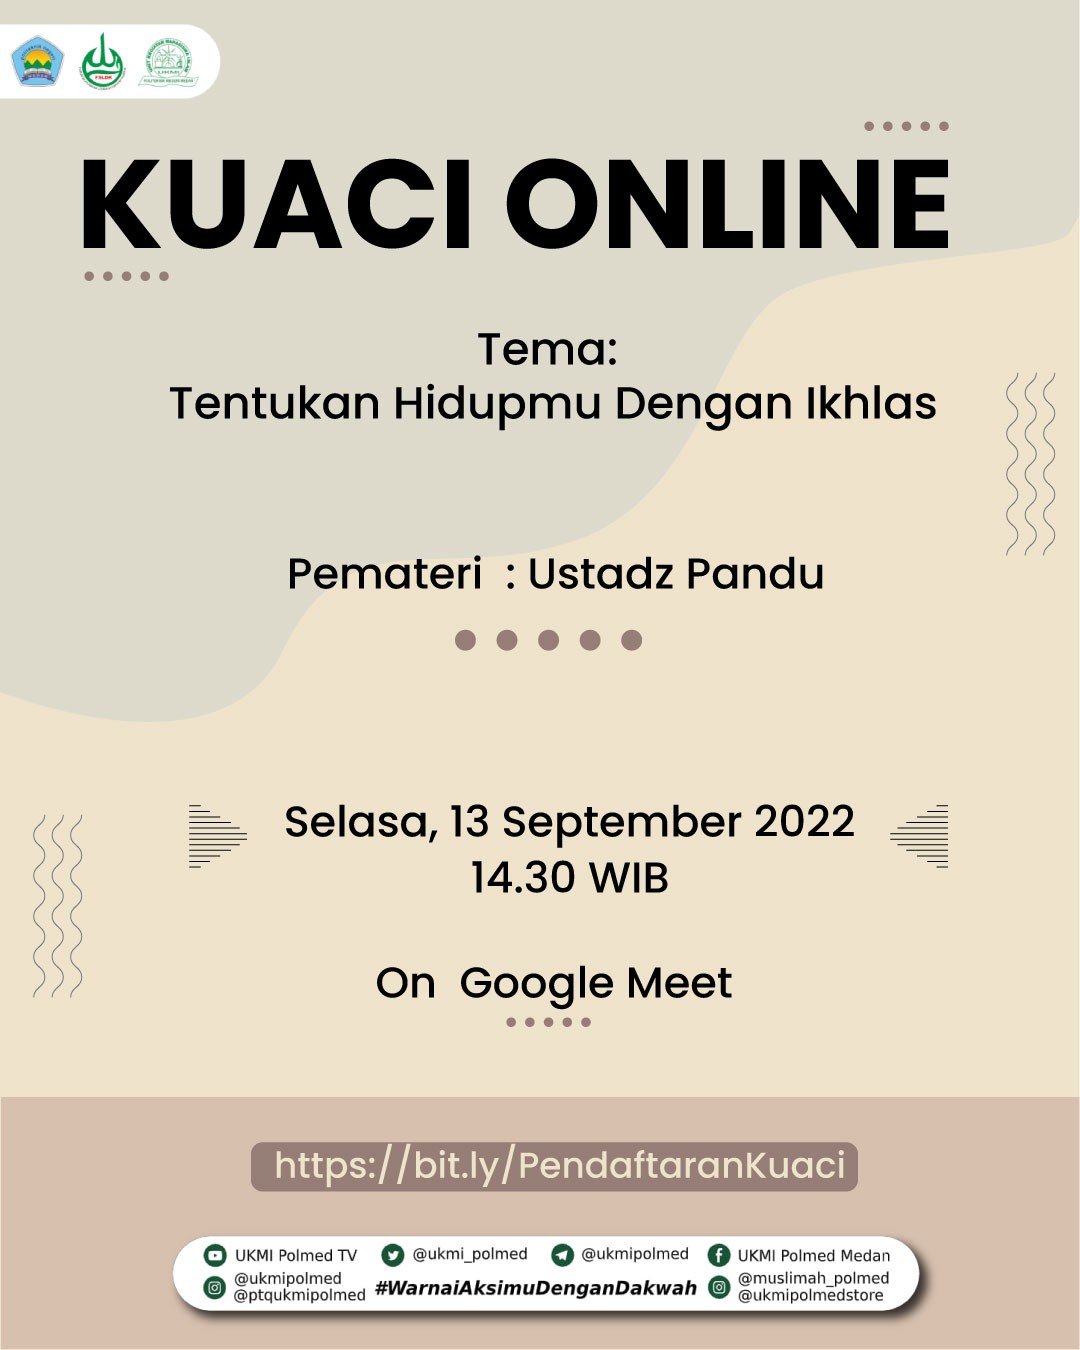 FSLDK
KUACI ONLINE
Tema:
Tentukan Hidupmu Dengan Ikhlas
Pemateri : Ustadz Pandu
Selasa, 13 September 2022
14.30 WIB
On Google Meet
https://bit.ly/PendaftaranKuaci
UKMI Polmed TV @ukmi_polmed @ukmipolmed UKMI Polmed Medan
@ukmipolmed
@ptqukmipolmed
#WarnaiAksimuDenganDakwah
@muslimah_polmed
@ukmipolmedstore